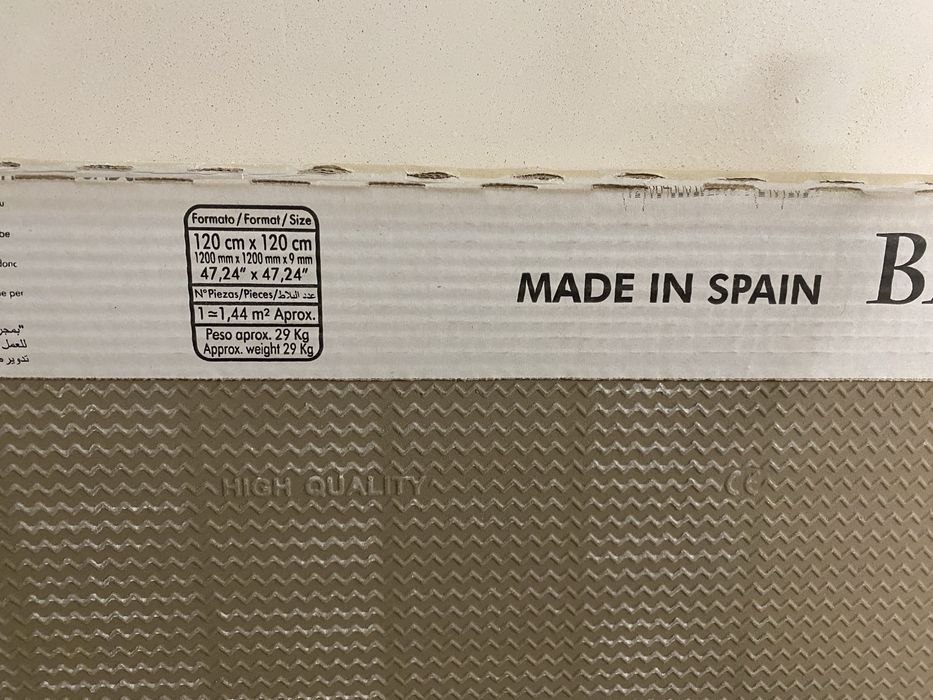 Formato / Format / Size
120 cm x 120 cm
1200 mm x 1200 mm x 9 mm
47,24" x 47,24"
N°Piezas/Pieces/عدد البلاط
1 ≃ 1,44 m² Aprox.
Peso aprox. 29 Kg
Approx. weight 29 Kg
MADE IN SPAIN
للعمل
HIGH QUALITY
CE